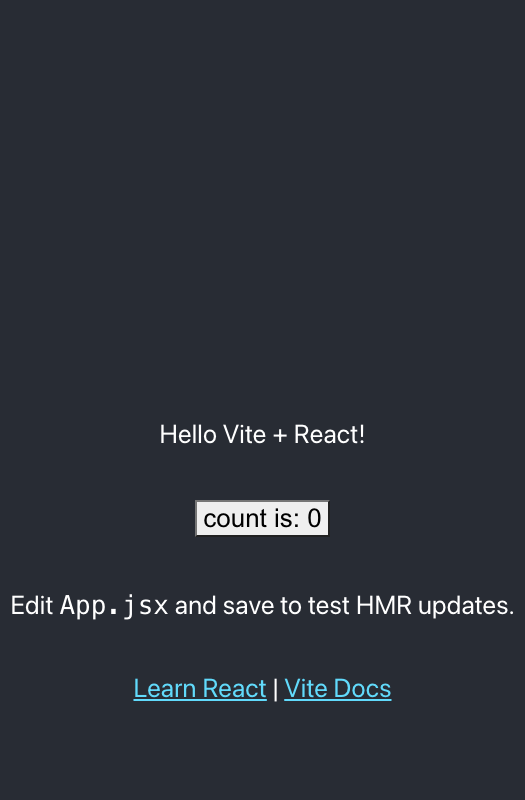 Hello Vite + React!
count is: 0
Edit App.jsx and save to test HMR updates.
Learn React | Vite Docs